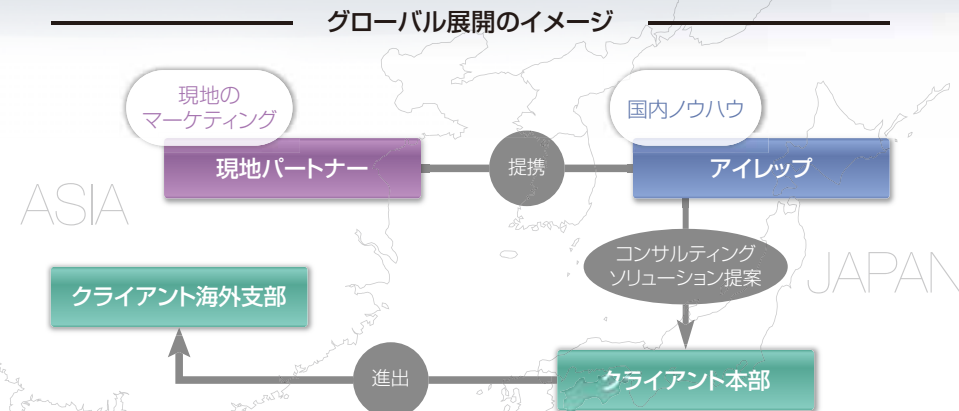 グローバル展開のイメージ
現地の
マーケティング
国内ノウハウ
現地パートナー
提携
アイレップ
ASIA
コンサルティング
ソリューション提案
JAPAN
クライアント海外支部
進出
クライアント本部